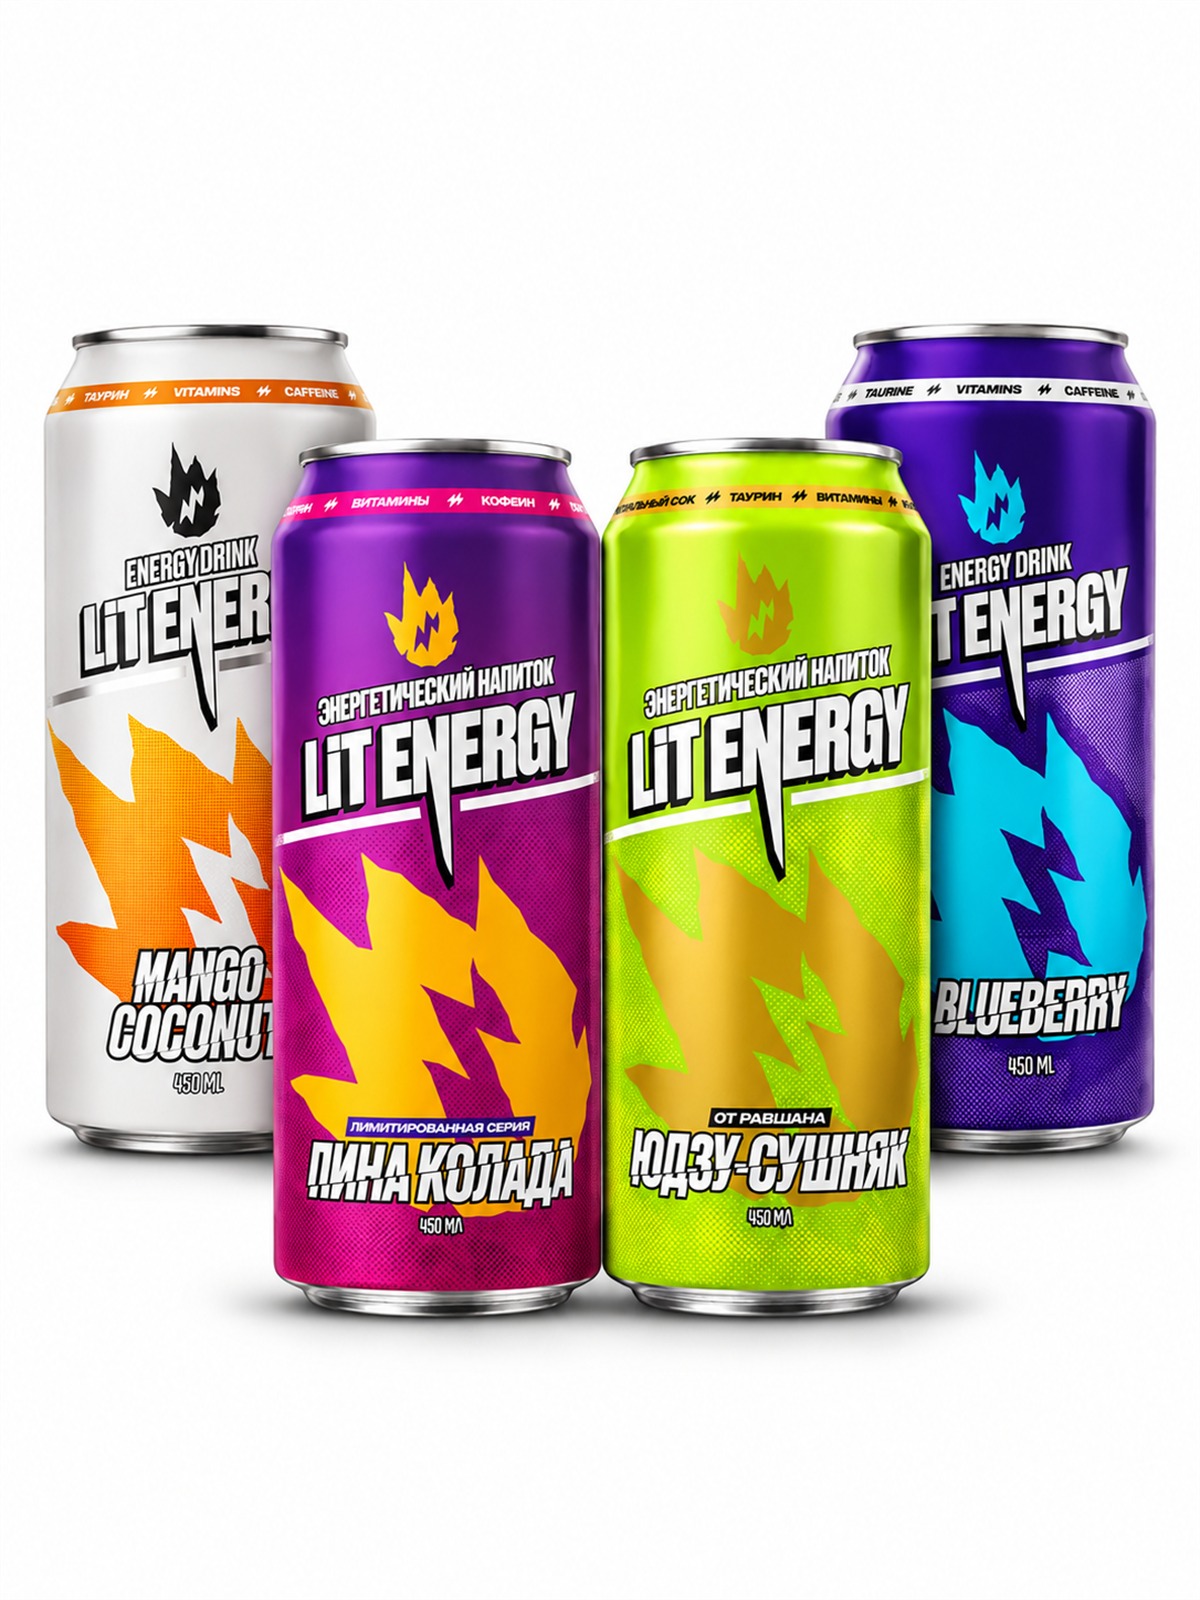 ТАУРИН VITAMINS CAFFEINE
ENERGY DRINK
LIT ENER
MANGO
COCONUT
450 ML
ВИТАМИНЫ КОФЕИН
ЭНЕРГЕТИЧЕСКИЙ НАПИТОК
LIT ENERGY
ЛИМИТИРОВАННАЯ СЕРИЯ
ПИНА КОЛАДА
450 МЛ
СОК ТАУРИН ВИТАМИНЫ
ЭНЕРГЕТИЧЕСКИЙ НАПИТОК
LIT ENERGY
ОТ РАВШАНА
ЮДЗУ-СУШНЯК
450 МЛ
TAURINE VITAMINS CAFFEINE
ENERGY DRINK
T ENERGY
BLUEBERRY
450 ML